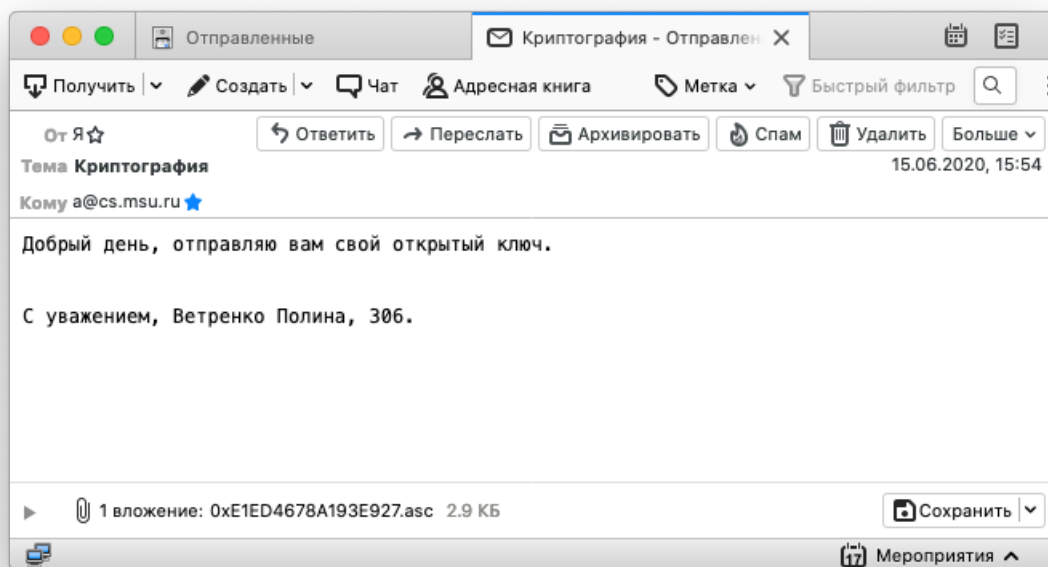 Отправленные
Криптография - Отправлен
Получить
Создать
Чат
Адресная книга
Метка
Быстрый фильтр
От Я
Ответить
Переслать
Архивировать
Спам
Удалить
Больше
Тема Криптография
15.06.2020, 15:54
Кому a@cs.msu.ru
Добрый день, отправляю вам свой открытый ключ.
С уважением, Ветренко Полина, 306.
1 вложение: 0xE1ED4678A193E927.asc 2.9 КБ
Сохранить
17 Мероприятия